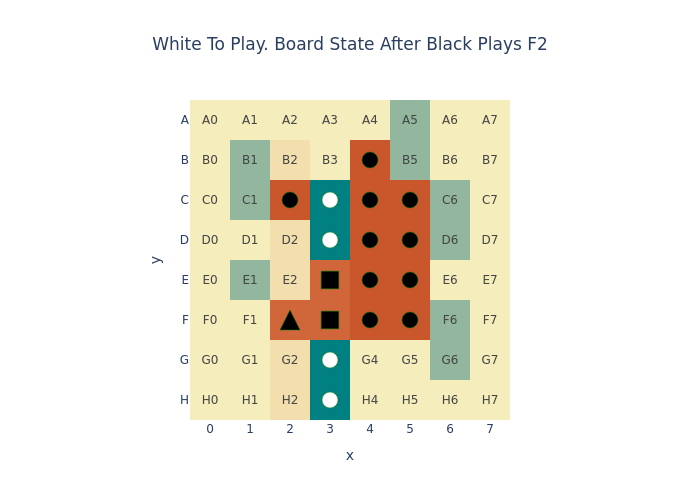 White To Play. Board State After Black Plays F2
A A0 A1 A2 A3 A4 A5 A6 A7
B B0 B1 B2 B3 B5 B6 B7
C C0 C1 C6 C7
D D0 D1 D2 D6 D7
E E0 E1 E2 E6 E7
F F0 F1 F6 F7
G G0 G1 G2 G4 G5 G6 G7
H H0 H1 H2 H4 H5 H6 H7
0 1 2 3 4 5 6 7
x
y